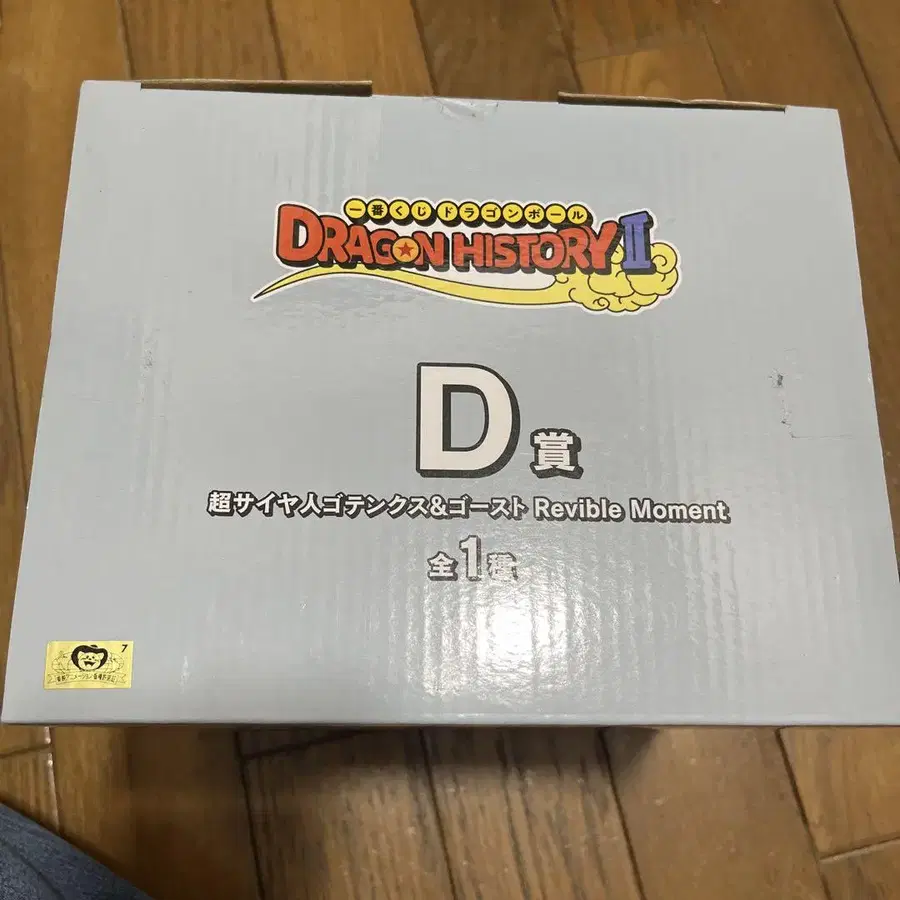 一番くじ ドラゴンボール
DRAGON HISTORY II
D賞
超サイヤ人ゴテンクス&ゴースト Revible Moment
全1種
7